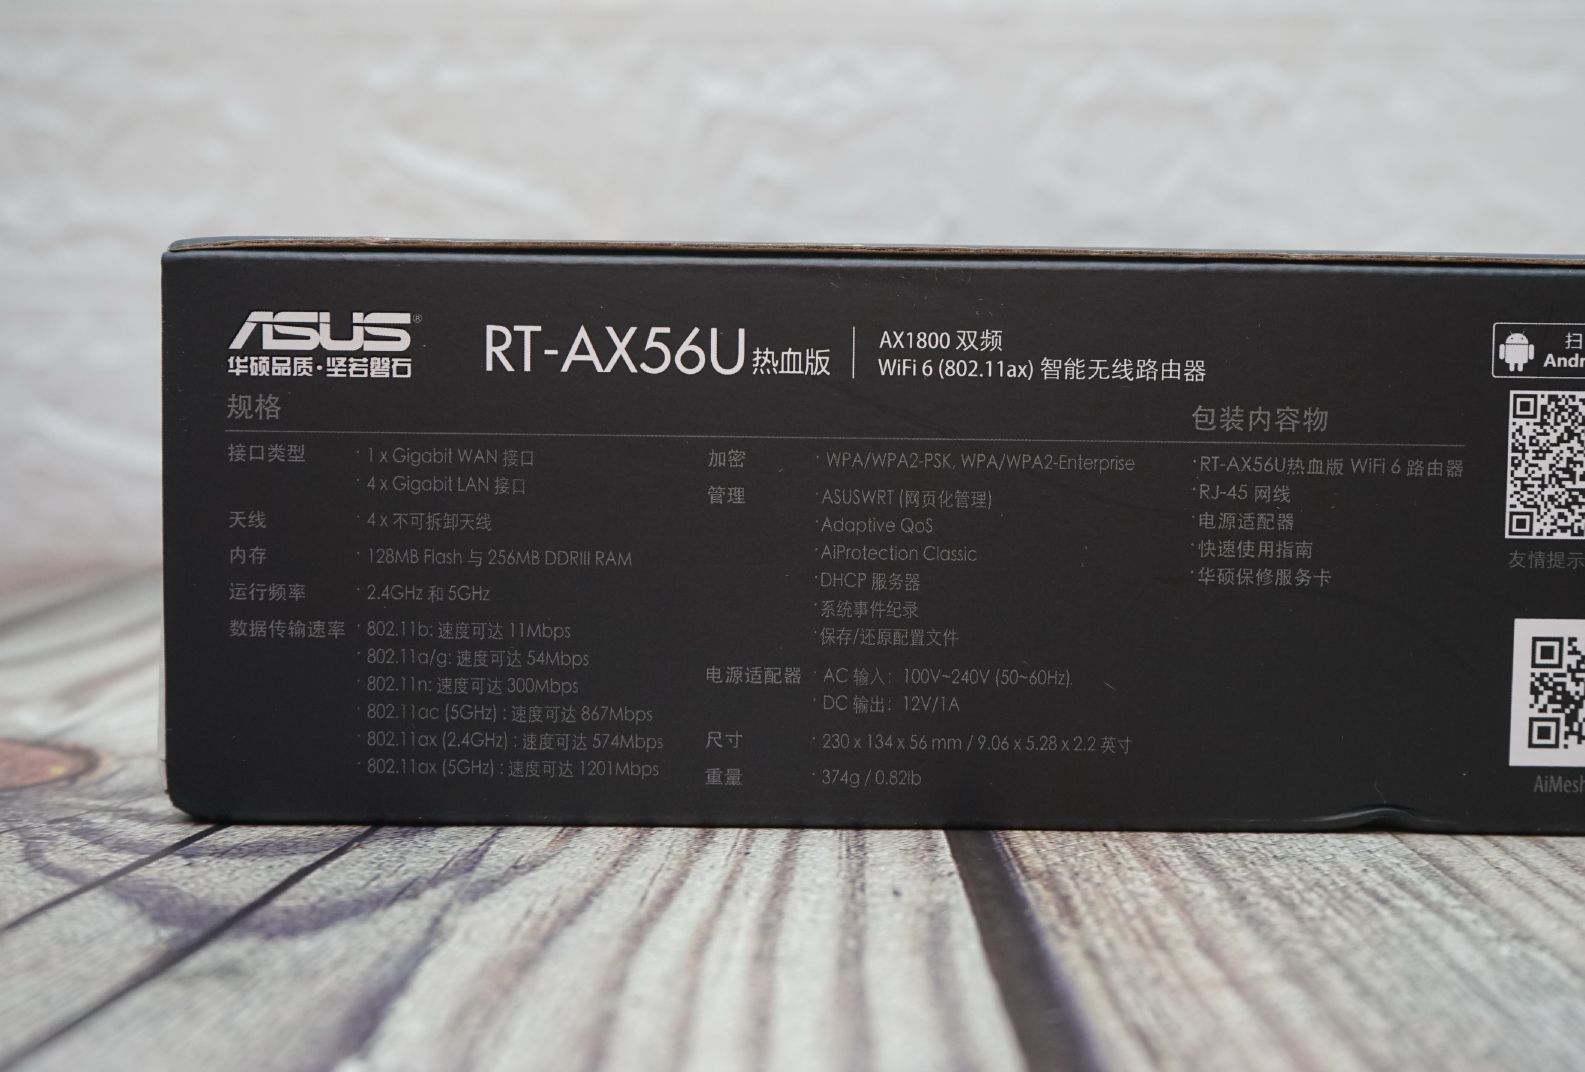 ASUS®
华硕品质·坚若磐石
RT-AX56U 热血版
AX1800 双频
WiFi 6 (802.11ax) 智能无线路由器
规格
接口类型 · 1 x Gigabit WAN 接口
· 4 x Gigabit LAN 接口
天线 · 4 x 不可拆卸天线
内存 · 128MB Flash 与 256MB DDRIII RAM
运行频率 · 2.4GHz 和 5GHz
数据传输速率 · 802.11b: 速度可达 11Mbps
· 802.11a/g: 速度可达 54Mbps
· 802.11n: 速度可达 300Mbps
· 802.11ac (5GHz) : 速度可达 867Mbps
· 802.11ax (2.4GHz) : 速度可达 574Mbps
· 802.11ax (5GHz) : 速度可达 1201Mbps
加密 · WPA/WPA2-PSK, WPA/WPA2-Enterprise
管理 · ASUSWRT (网页化管理)
· Adaptive QoS
· AiProtection Classic
· DHCP 服务器
· 系统事件纪录
· 保存/还原配置文件
电源适配器 · AC 输入: 100V~240V (50~60Hz).
· DC 输出: 12V/1A
尺寸 · 230 x 134 x 56 mm / 9.06 x 5.28 x 2.2 英寸
重量 · 374g / 0.82lb
包装内容物
· RT-AX56U热血版 WiFi 6 路由器
· RJ-45 网线
· 电源适配器
· 快速使用指南
· 华硕保修服务卡
扫
Andr
友情提示
AiMesh